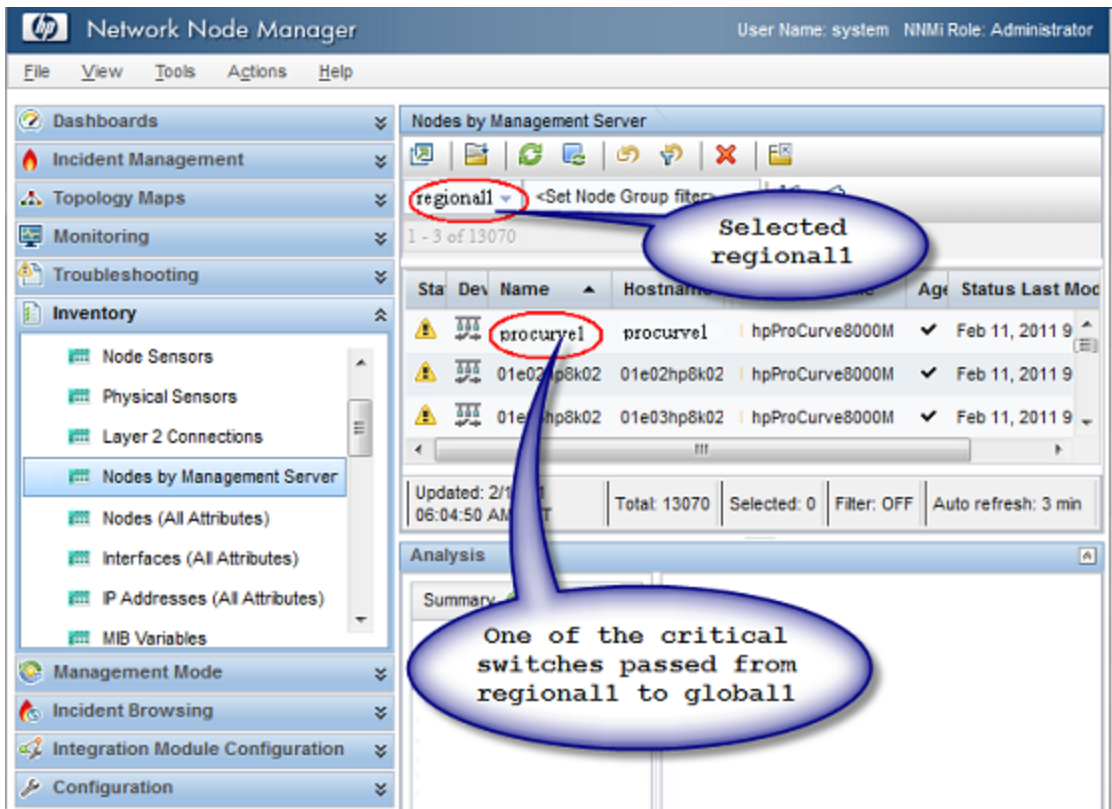 hp Network Node Manager User Name: system NNMi Role: Administrator
File View Tools Actions Help
Dashboards
Incident Management
Topology Maps
Monitoring
Troubleshooting
Inventory
Node Sensors
Physical Sensors
Layer 2 Connections
Nodes by Management Server
Nodes (All Attributes)
Interfaces (All Attributes)
IP Addresses (All Attributes)
MIB Variables
Management Mode
Incident Browsing
Integration Module Configuration
Configuration
Nodes by Management Server
regional1 <Set Node Group filter>
1 - 3 of 13070
Selected
regional1
Sta Dev Name Hostname Age Status Last Mod
procurve1 procurve1 hpProCurve8000M Feb 11, 2011 9
01e02hp8k02 01e02hp8k02 hpProCurve8000M Feb 11, 2011 9
01e03hp8k02 hpProCurve8000M Feb 11, 2011 9
Updated: Total: 13070 Selected: 0 Filter: OFF Auto refresh: 3 min
06:04:50
Analysis
Summary
One of the critical
switches passed from
regional1 to global1